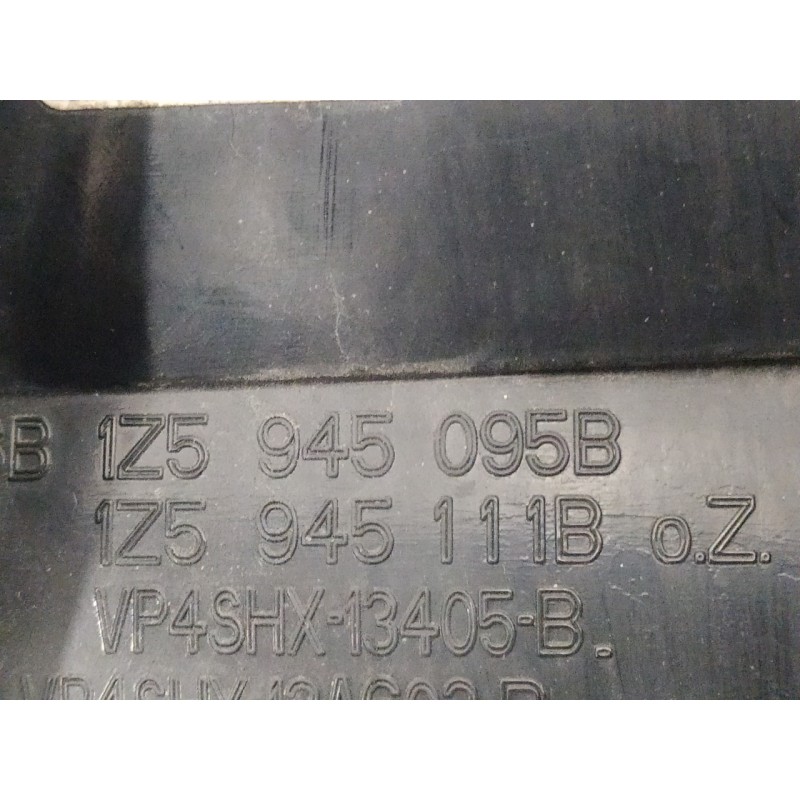 B 1Z5 945 095B
1Z5 945 111B o.Z.
VP4SHX-13405-B.